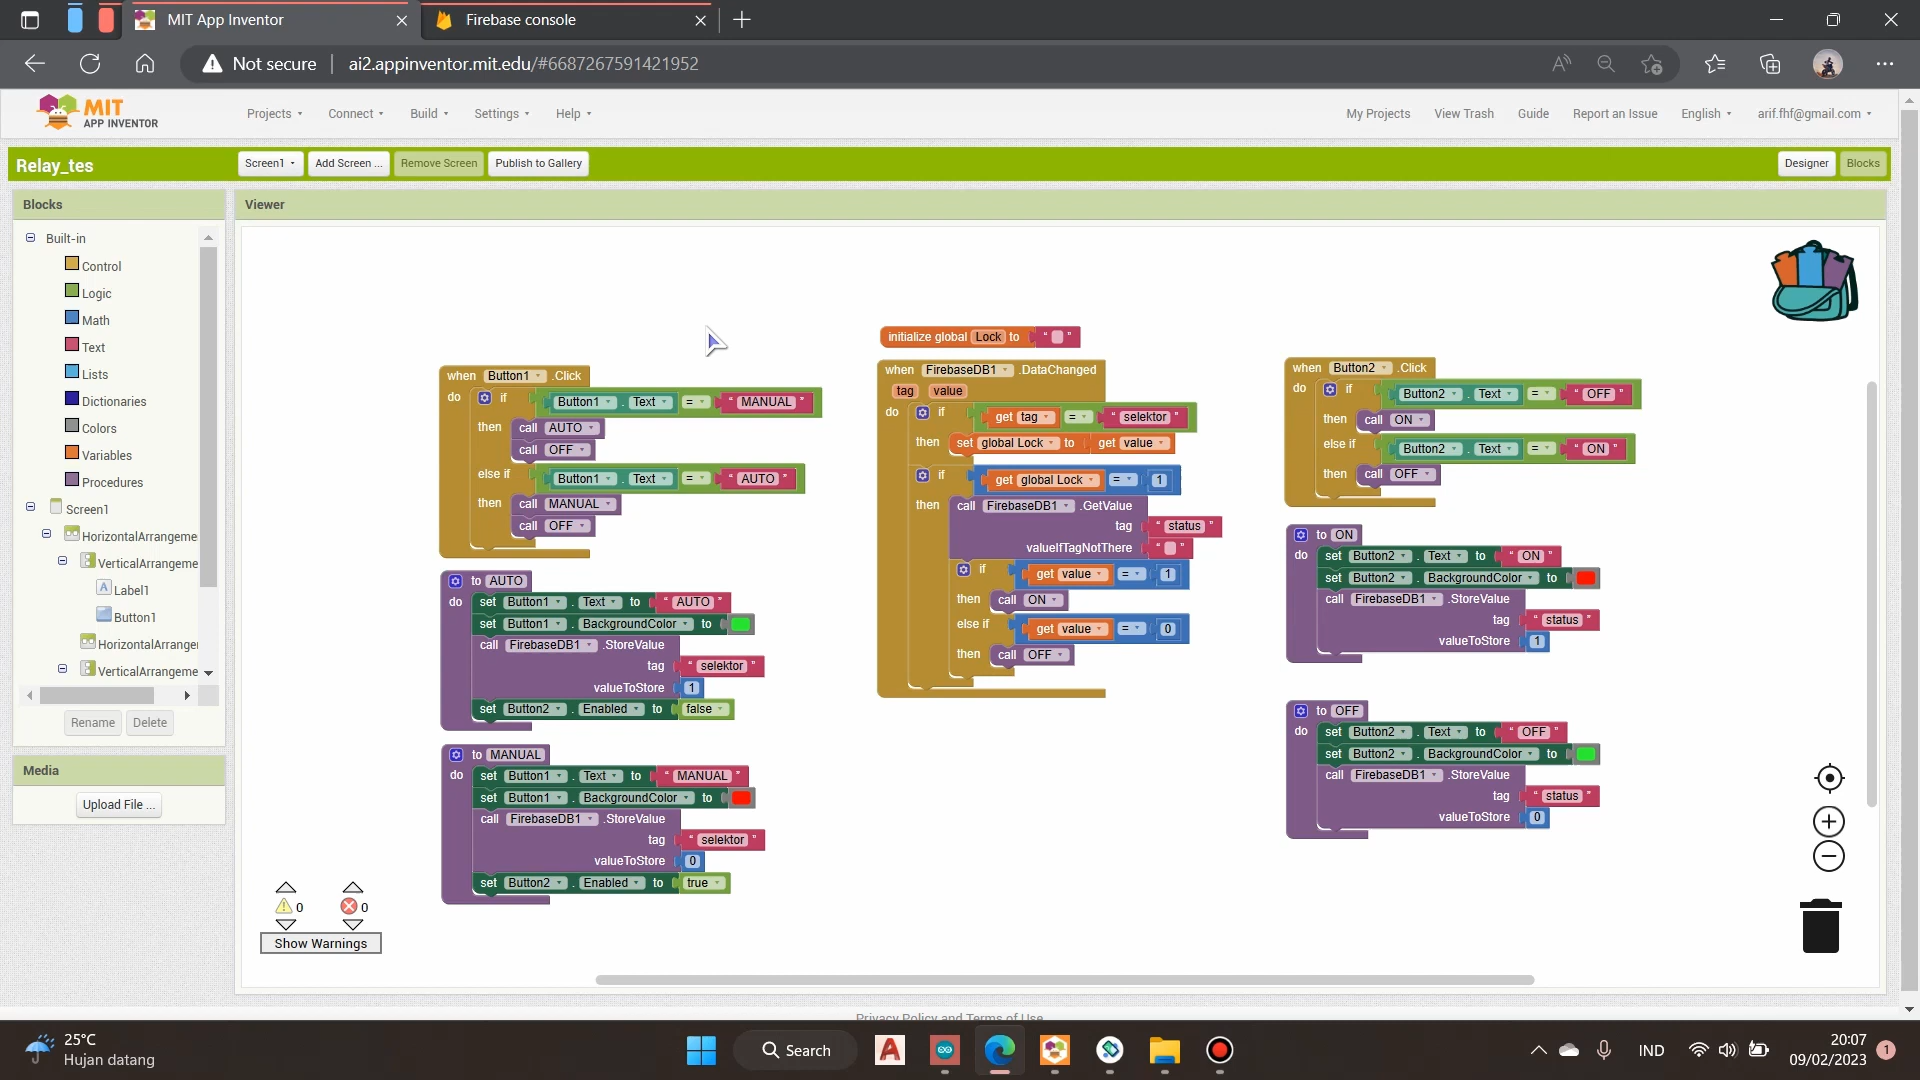 MIT App Inventor
Firebase console
Not secure
ai2.appinventor.mit.edu/#6687267591421952
MIT
APP INVENTOR
Projects
Connect
Build
Settings
Help
My Projects
View Trash
Guide
Report an Issue
English
arif.fhf@gmail.com
Relay_tes
Screen1
Add Screen ...
Remove Screen
Publish to Gallery
Designer
Blocks
Blocks
Built-in
Control
Logic
Math
Text
Lists
Dictionaries
Colors
Variables
Procedures
Screen1
HorizontalArrangeme
VerticalArrangeme
Label1
Button1
HorizontalArranger
VerticalArrangeme
Rename
Delete
Media
Upload File ...
Viewer
when Button1 .Click
do if Button1 . Text = " MANUAL "
then call AUTO
call OFF
else if Button1 . Text = " AUTO "
then call MANUAL
call OFF
to AUTO
do set Button1 . Text to " AUTO "
set Button1 . BackgroundColor to
call FirebaseDB1 .StoreValue
tag " selektor "
valueToStore 1
set Button2 . Enabled to false
to MANUAL
do set Button1 . Text to " MANUAL "
set Button1 . BackgroundColor to
call FirebaseDB1 .StoreValue
tag " selektor "
valueToStore 0
set Button2 . Enabled to true
initialize global Lock to " "
when FirebaseDB1 .DataChanged
tag value
do if get tag = " selektor "
then set global Lock to get value
if get global Lock = 1
then call FirebaseDB1 .GetValue
tag " status "
valueIfTagNotThere " "
if get value = 1
then call ON
else if get value = 0
then call OFF
when Button2 .Click
do if Button2 . Text = " OFF "
then call ON
else if Button2 . Text = " ON "
then call OFF
to ON
do set Button2 . Text to " ON "
set Button2 . BackgroundColor to
call FirebaseDB1 .StoreValue
tag " status "
valueToStore 1
to OFF
do set Button2 . Text to " OFF "
set Button2 . BackgroundColor to
call FirebaseDB1 .StoreValue
tag " status "
valueToStore 0
0
0
Show Warnings
Privacy Policy and Terms of Use
25°C
Hujan datang
Search
IND
20:07
09/02/2023
1